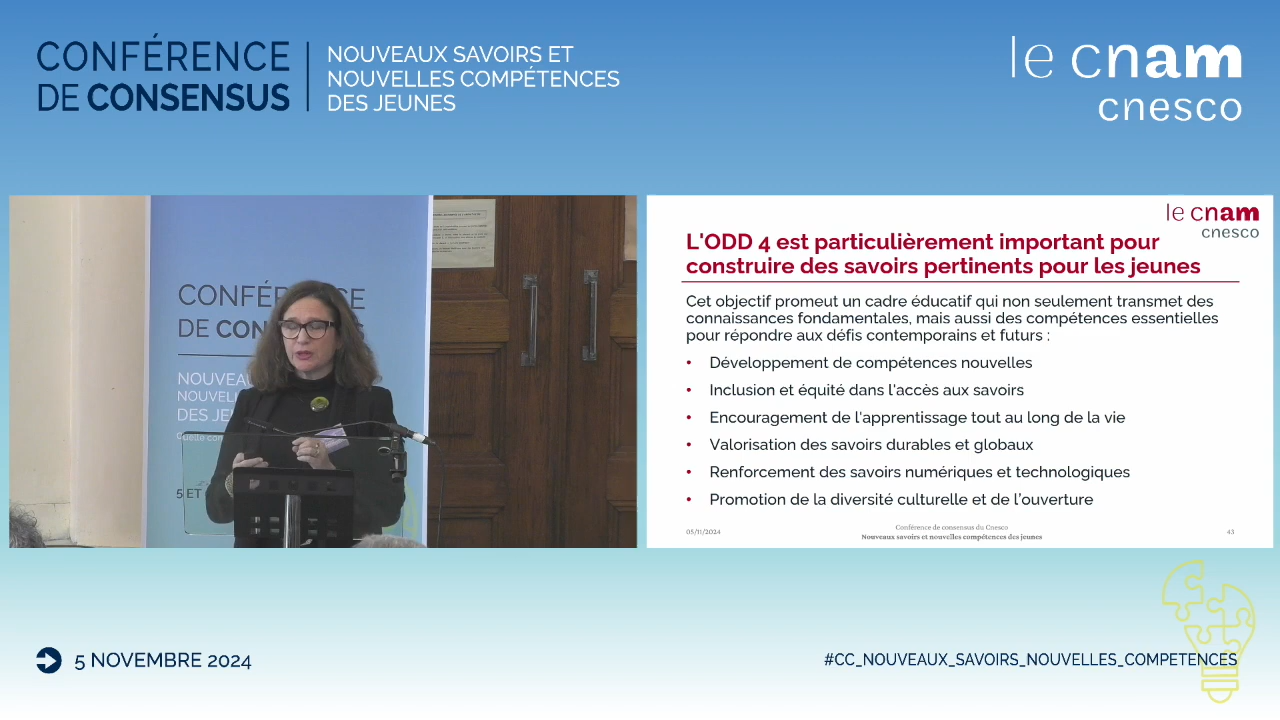 CONFÉRENCE
DE CONSENSUS
NOUVEAUX SAVOIRS ET
NOUVELLES COMPÉTENCES
DES JEUNES
le cnam
cnesco
CONFÉ
E
DE CON
S
NOUVEAU
NOUVEL
DES JE
5 ET
le cnam
cnesco
L'ODD 4 est particulièrement important pour
construire des savoirs pertinents pour les jeunes
Cet objectif promeut un cadre éducatif qui non seulement transmet des
connaissances fondamentales, mais aussi des compétences essentielles
pour répondre aux défis contemporains et futurs :
• Développement de compétences nouvelles
• Inclusion et équité dans l'accès aux savoirs
• Encouragement de l'apprentissage tout au long de la vie
• Valorisation des savoirs durables et globaux
• Renforcement des savoirs numériques et technologiques
• Promotion de la diversité culturelle et de l'ouverture
05/11/2024
Conférence de consensus du Cnesco
Nouveaux savoirs et nouvelles compétences des jeunes
43
5 NOVEMBRE 2024
#CC_NOUVEAUX_SAVOIRS_NOUVELLES_COMPETENCES